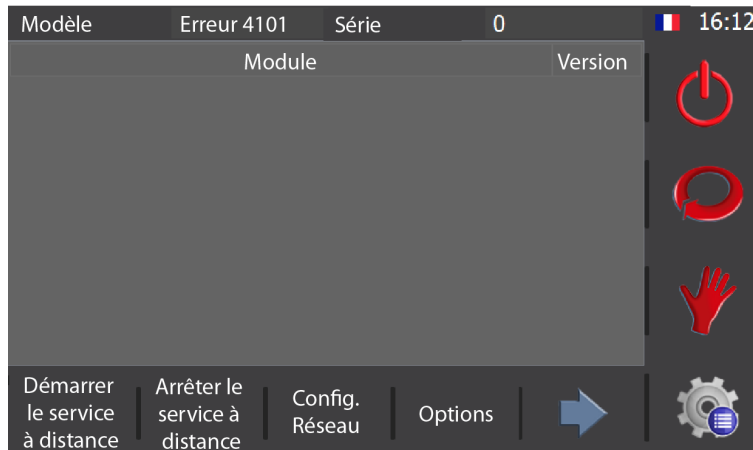 Modèle Erreur 4101 Série 0 16:12
Module Version
Démarrer
le service
à distance
Arrêter le
service à
distance
Config.
Réseau
Options